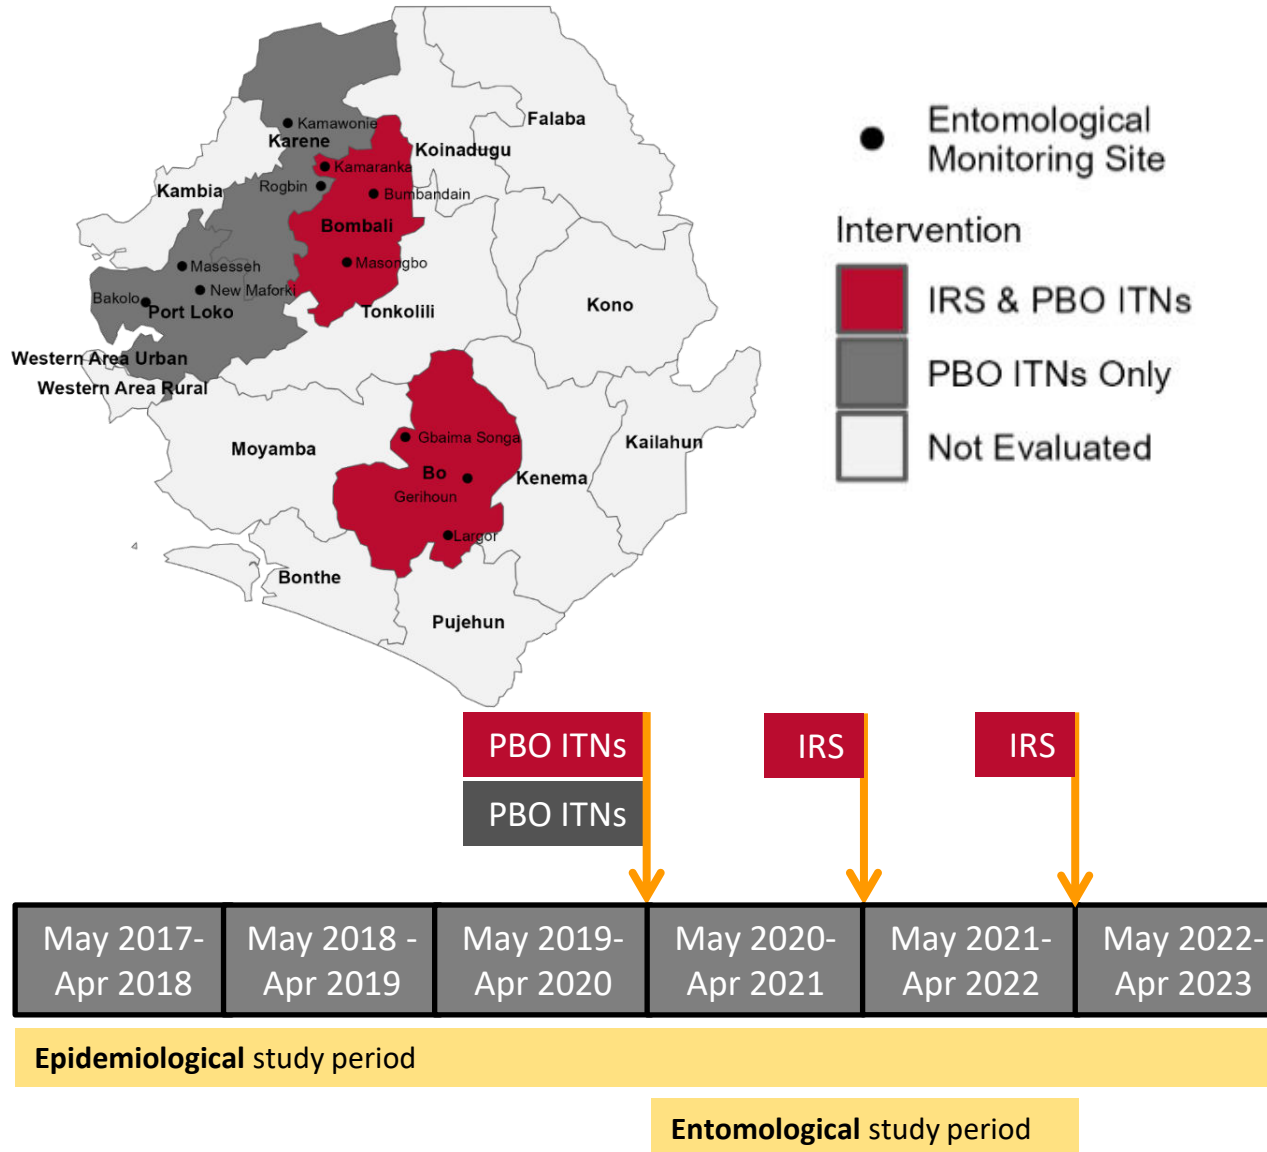 Falaba
Kamawonie
Karene
Koinadugu
Kamaranka
Kambia
Rogbin
Bumbandain
Bombali
Masesseh
Masongbo
New Maforki
Bakolo
Port Loko
Tonkolili
Kono
Western Area Urban
Western Area Rural
Gbaima Songa
Moyamba
Kailahun
Bo
Kenema
Gerihoun
Largor
Bonthe
Pujehun
Entomological
Monitoring Site
Intervention
IRS & PBO ITNs
PBO ITNs Only
Not Evaluated
PBO ITNs
IRS
IRS
PBO ITNs
May 2017-
Apr 2018
May 2018 -
Apr 2019
May 2019-
Apr 2020
May 2020-
Apr 2021
May 2021-
Apr 2022
May 2022-
Apr 2023
Epidemiological study period
Entomological study period